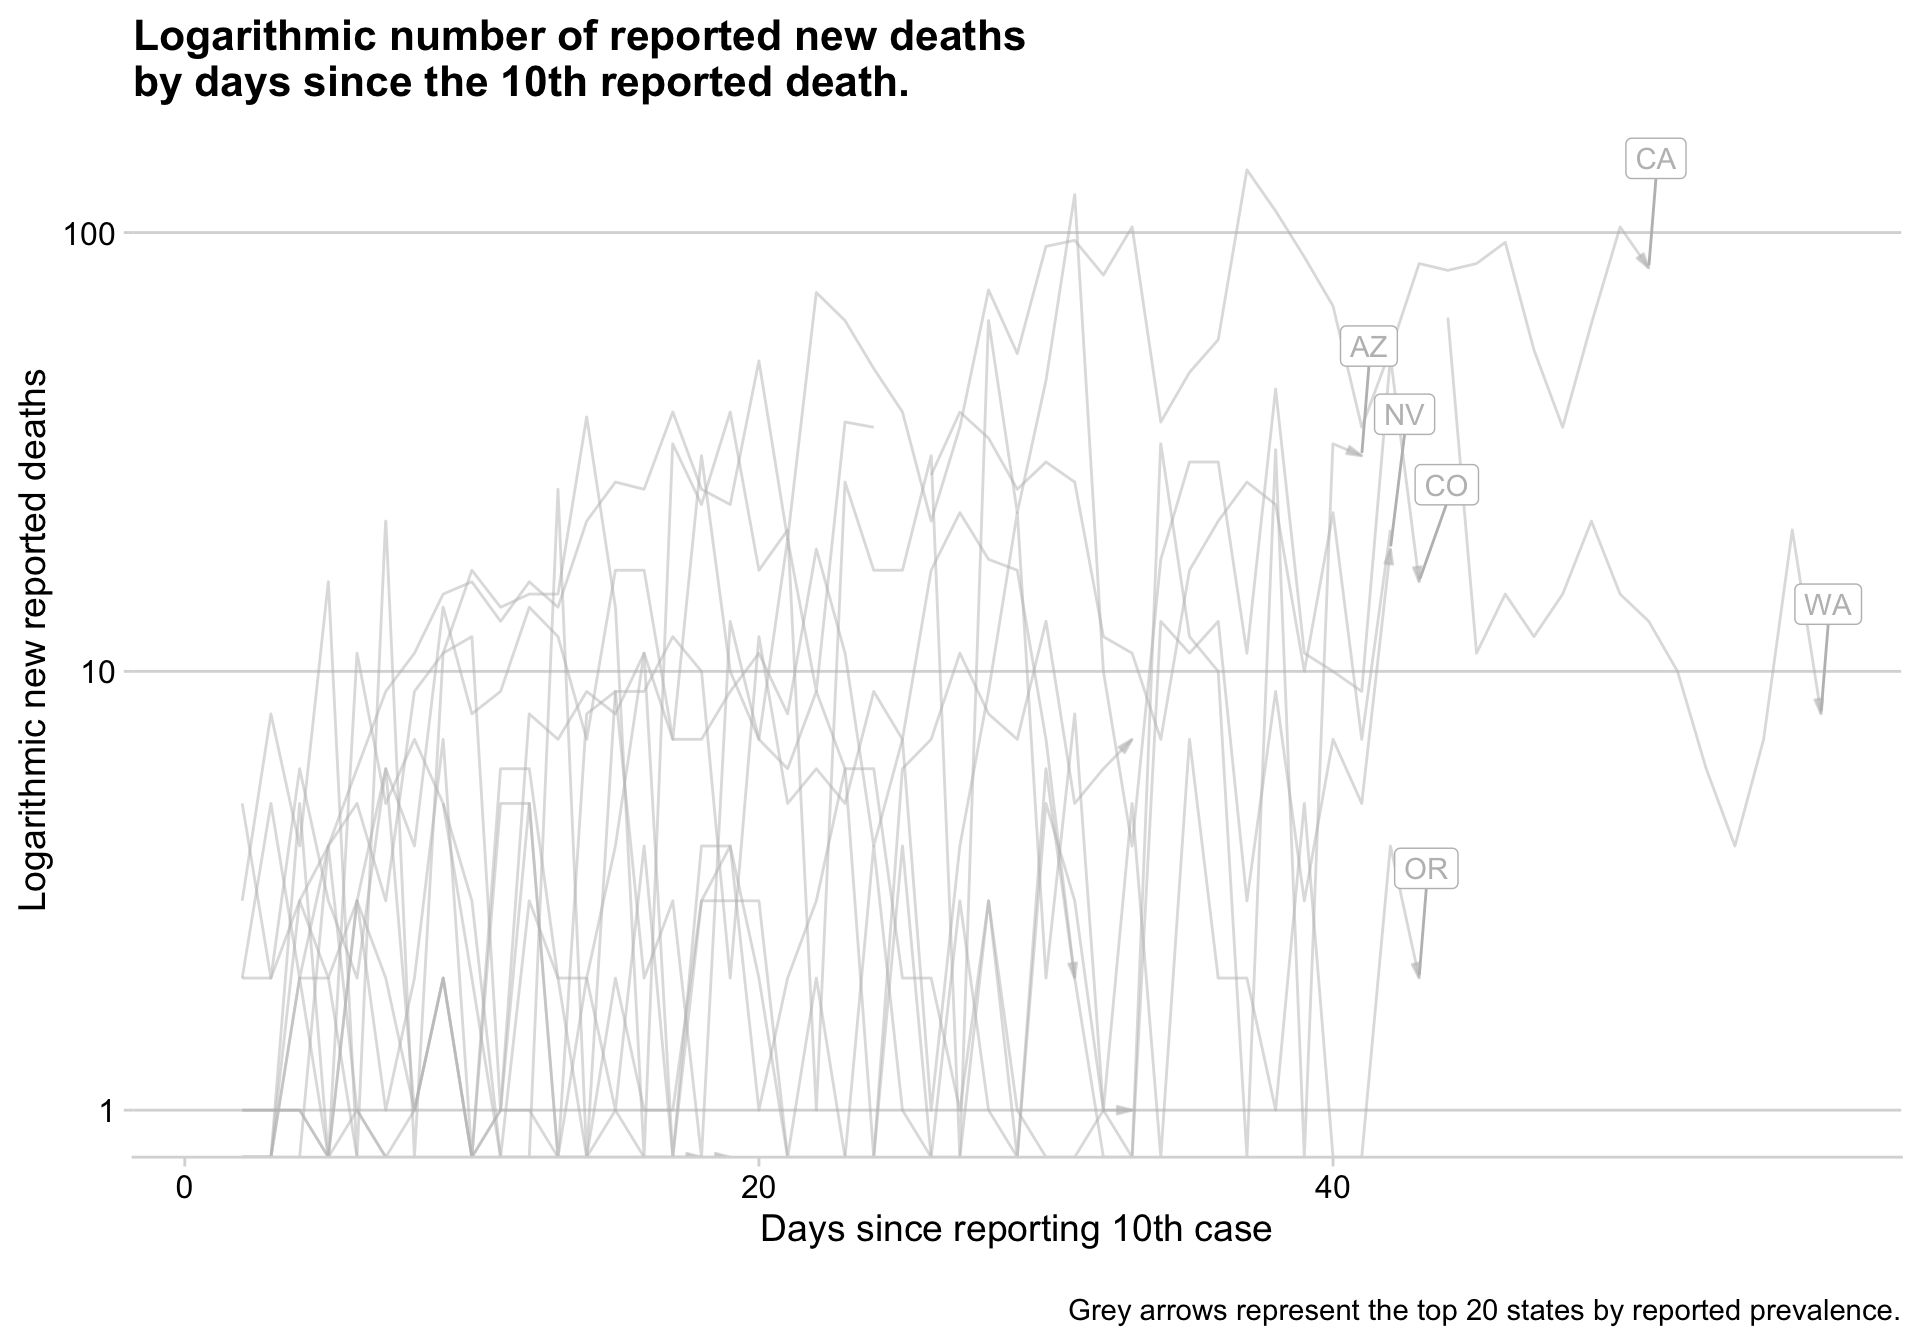 Logarithmic number of reported new deaths
by days since the 10th reported death.
CA
100
AZ
NV
CO
WA
10
OR
1
Logarithmic new reported deaths
0
20
40
Days since reporting 10th case
Grey arrows represent the top 20 states by reported prevalence.